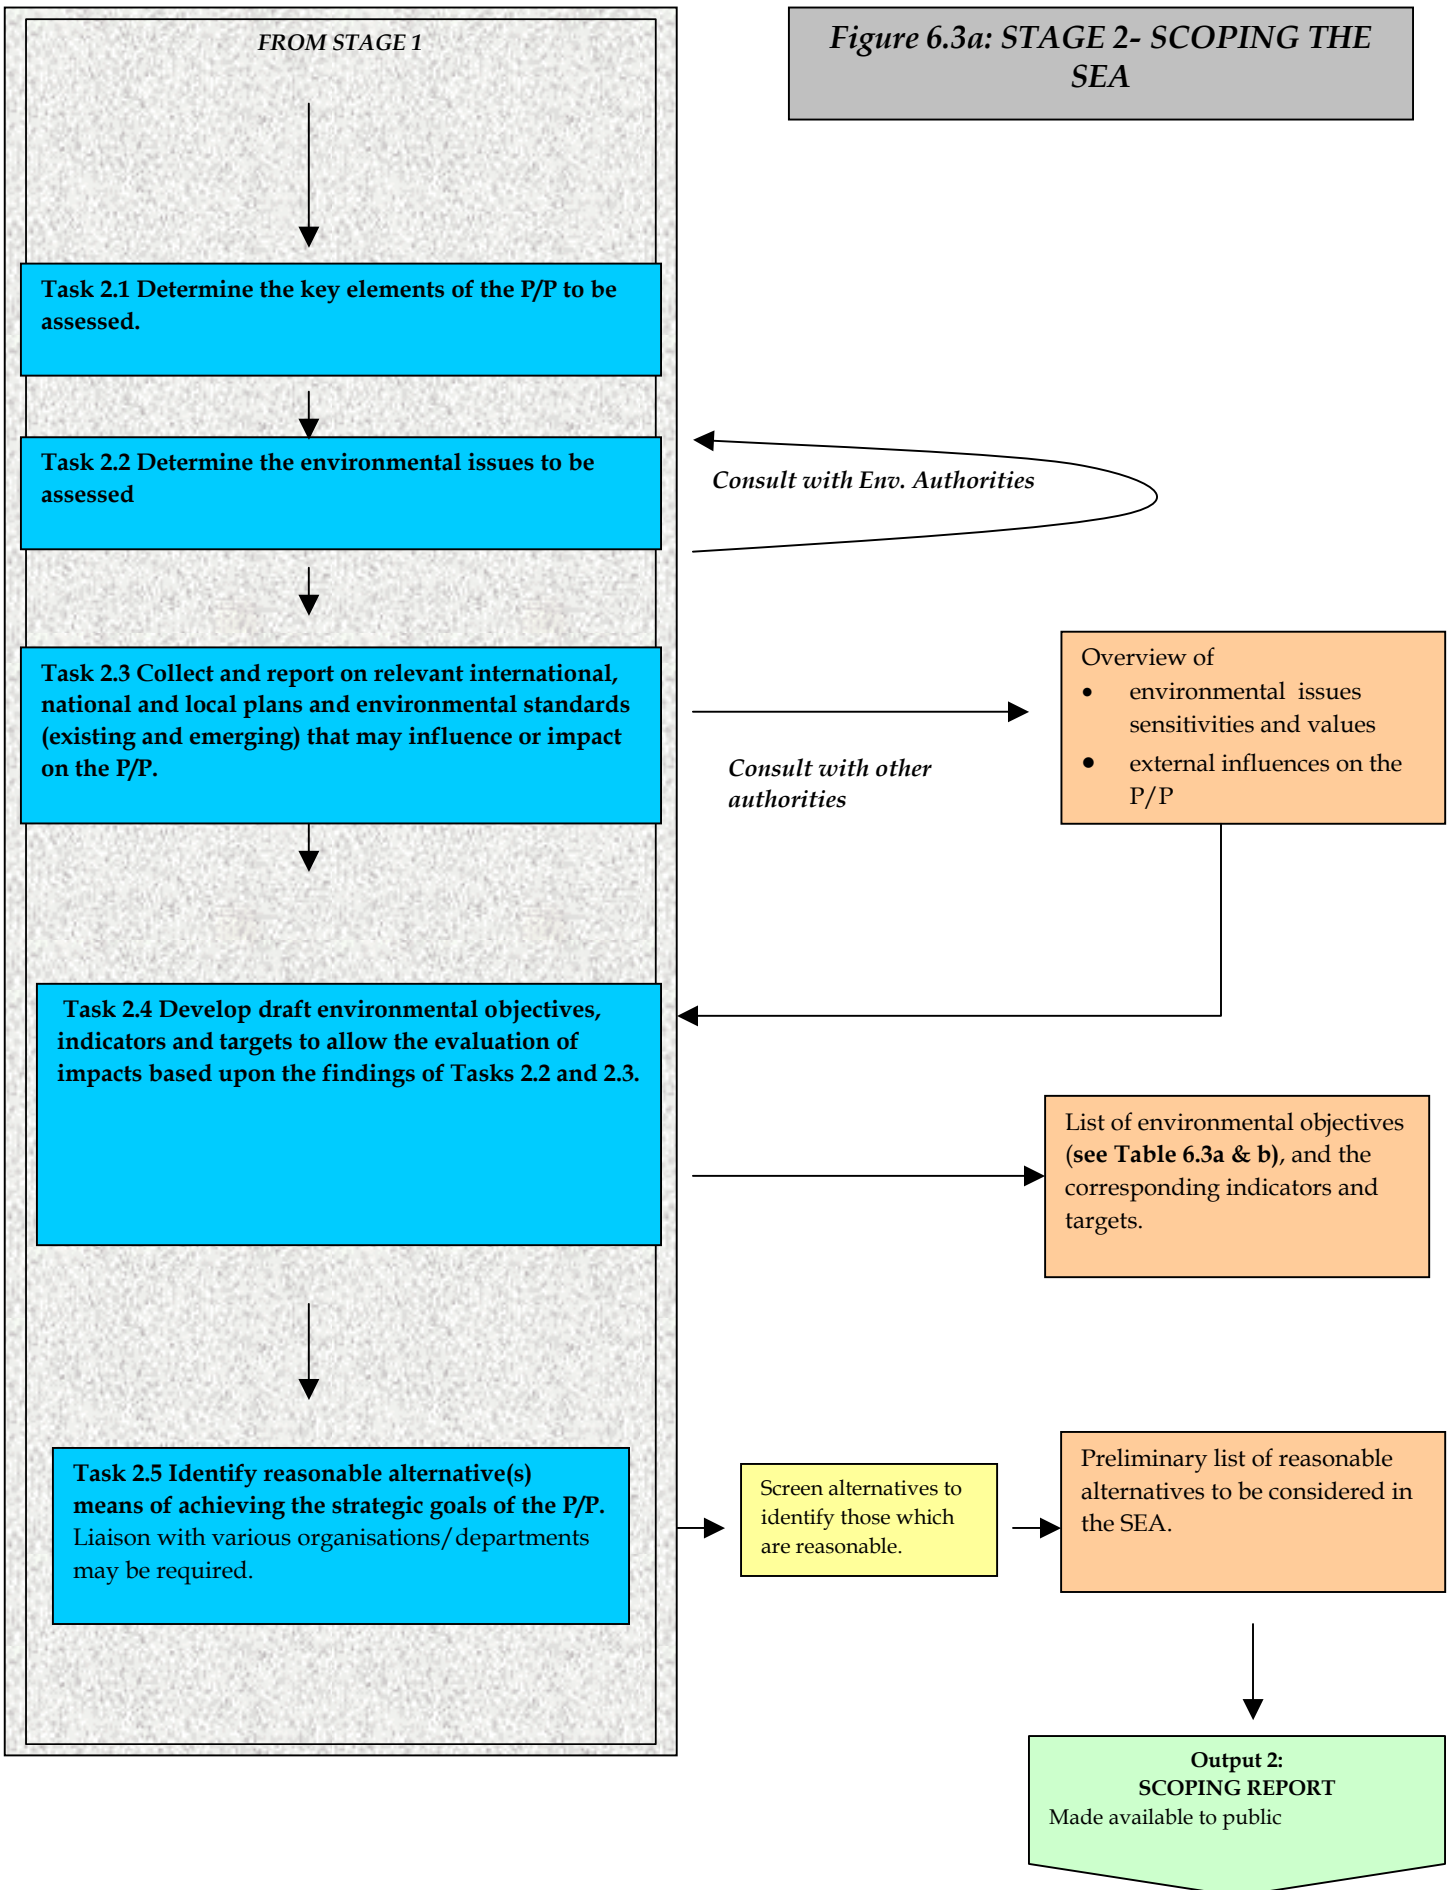 FROM STAGE 1
Figure 6.3a: STAGE 2- SCOPING THE
SEA
Task 2.1 Determine the key elements of the P/P to be
assessed.
Task 2.2 Determine the environmental issues to be
assessed
Consult with Env. Authorities
Task 2.3 Collect and report on relevant international,
national and local plans and environmental standards
(existing and emerging) that may influence or impact
on the P/P.
Consult with other
authorities
Overview of
• environmental issues
sensitivities and values
• external influences on the
P/P
Task 2.4 Develop draft environmental objectives,
indicators and targets to allow the evaluation of
impacts based upon the findings of Tasks 2.2 and 2.3.
List of environmental objectives
(see Table 6.3a & b), and the
corresponding indicators and
targets.
Task 2.5 Identify reasonable alternative(s)
means of achieving the strategic goals of the P/P.
Liaison with various organisations/departments
may be required.
Screen alternatives to
identify those which
are reasonable.
Preliminary list of reasonable
alternatives to be considered in
the SEA.
Output 2:
SCOPING REPORT
Made available to public